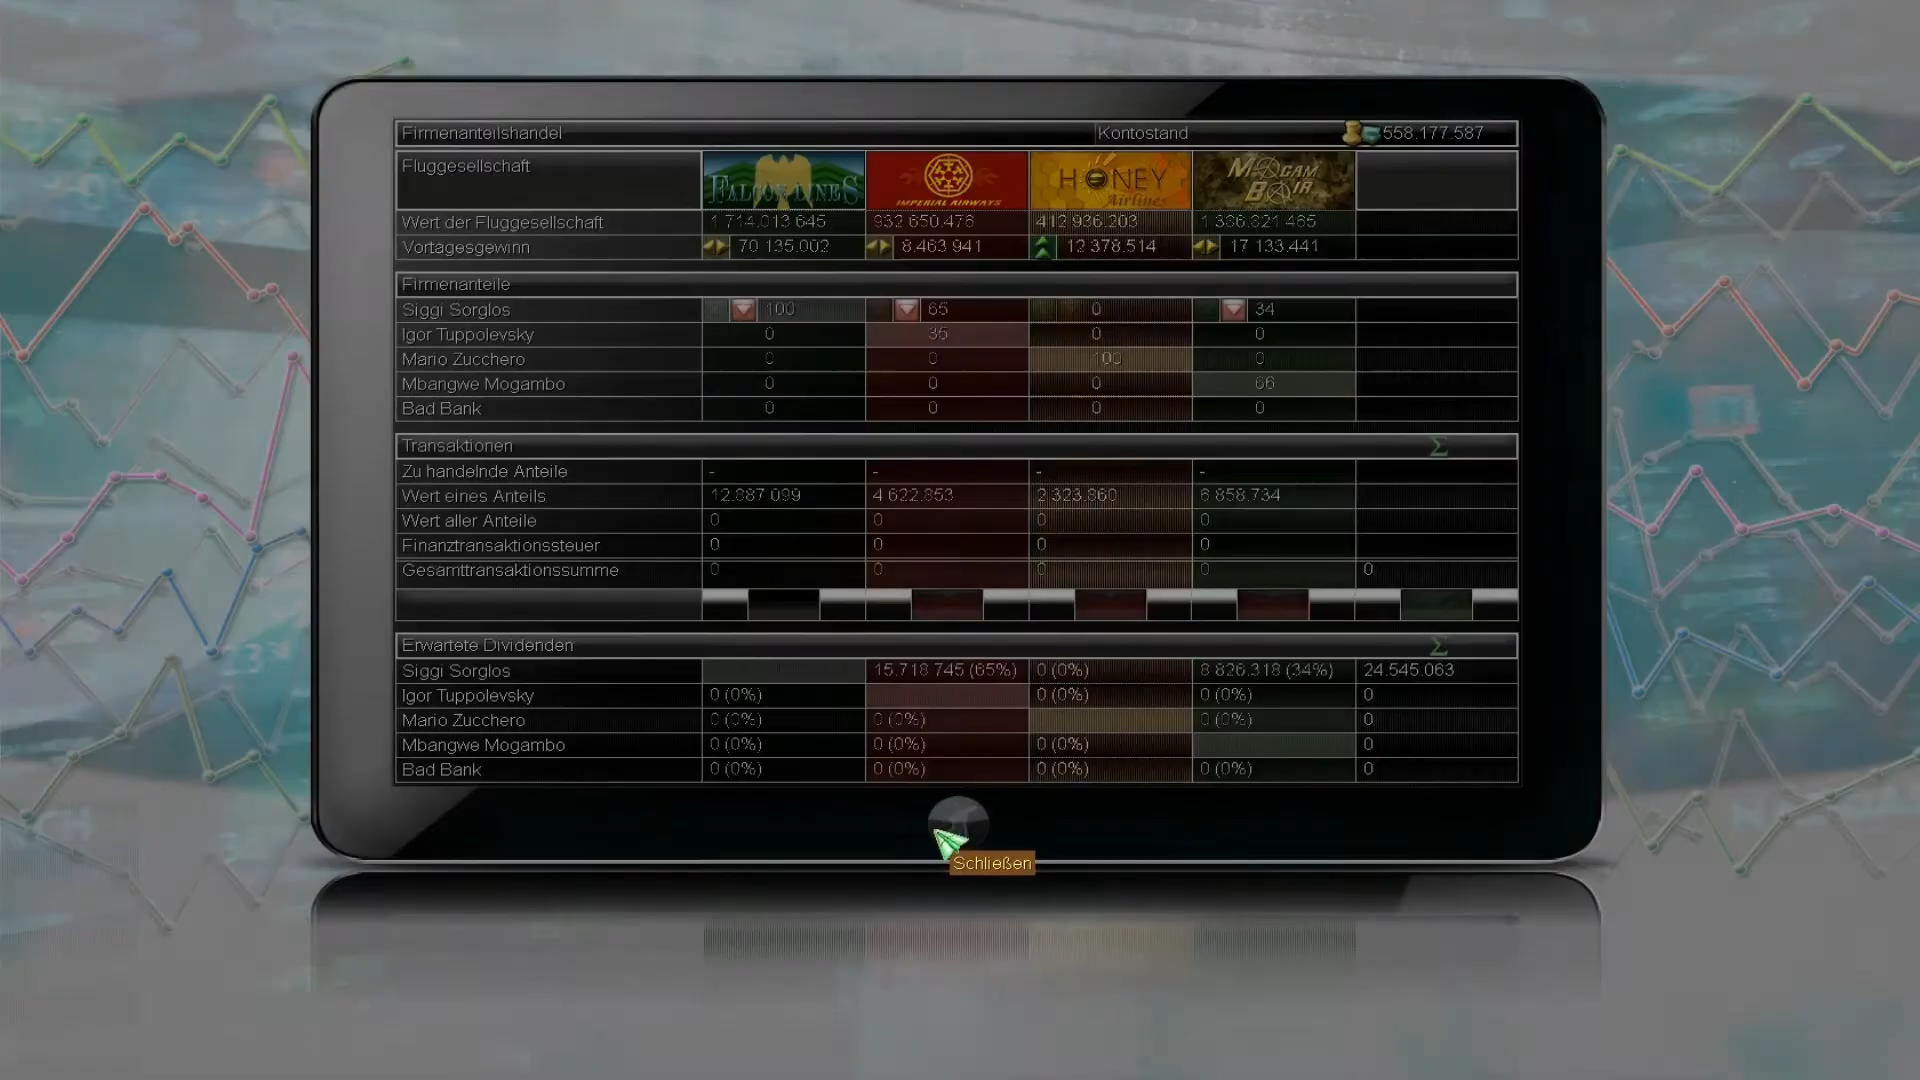 Firmenanteilshandel Kontostand 558.177.587
Fluggesellschaft FALCON LINES IMPERIAL AIRWAYS HONEY Airlines MOGAM BO AIR
Wert der Fluggesellschaft 1 714.013 645 932 650.476 412 936.203 1 386.821 465
Vortagesgewinn 70 135.002 8.463 941 12 378.514 17 133.441
Firmenanteile
Siggi Sorglos 100 65 0 34
Igor Tuppolevsky 0 35 0 0
Mario Zucchero 0 0 100 0
Mbangwe Mogambo 0 0 0 66
Bad Bank 0 0 0 0
Transaktionen Σ
Zu handelnde Anteile - - - -
Wert eines Anteils 12.887 099 4 622.853 2 323.860 6 858.734
Wert aller Anteile 0 0 0 0
Finanztransaktionssteuer 0 0 0 0
Gesamttransaktionssumme 0 0 0 0 0
Erwartete Dividenden Σ
Siggi Sorglos 15.718 745 (65%) 0 (0%) 8 826.318 (34%) 24.545.063
Igor Tuppolevsky 0 (0%) 0 (0%) 0 (0%) 0
Mario Zucchero 0 (0%) 0 (0%) 0 (0%) 0
Mbangwe Mogambo 0 (0%) 0 (0%) 0 (0%) 0
Bad Bank 0 (0%) 0 (0%) 0 (0%) 0 (0%) 0
Schließen